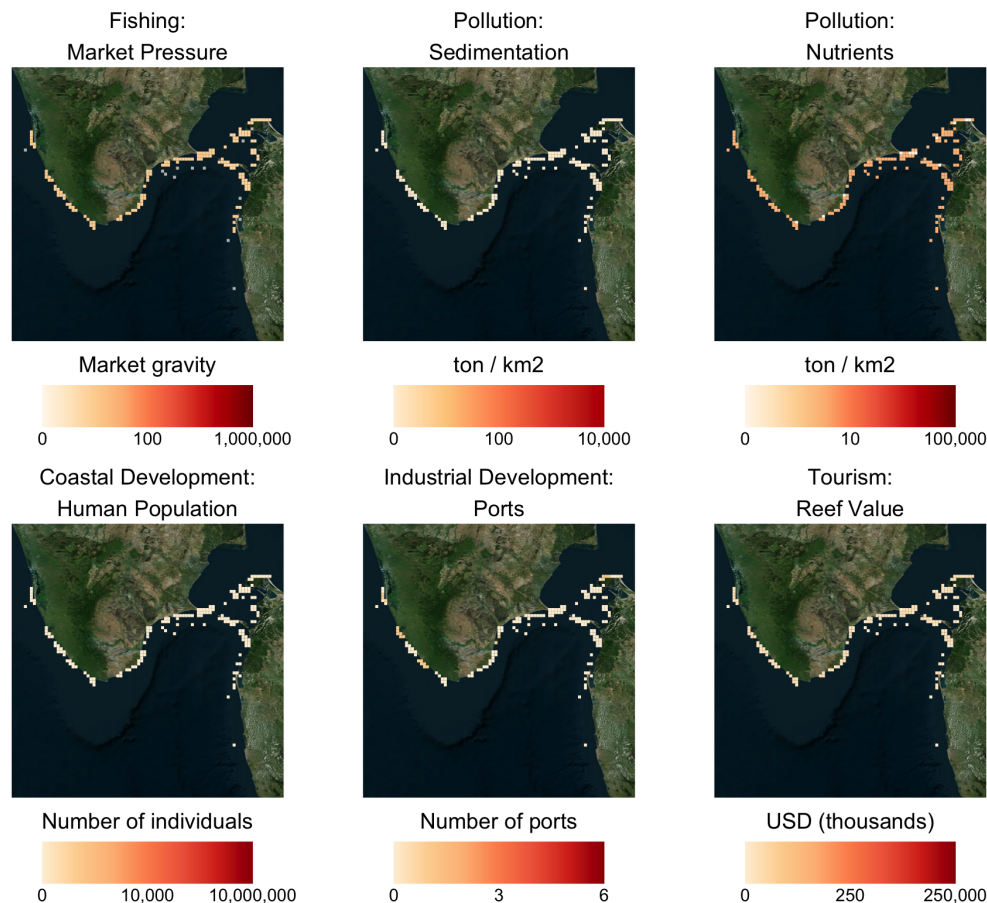 Fishing:
Market Pressure
Pollution:
Sedimentation
Pollution:
Nutrients
Market gravity
0 100 1,000,000
ton / km2
0 100 10,000
ton / km2
0 10 100,000
Coastal Development:
Human Population
Industrial Development:
Ports
Tourism:
Reef Value
Number of individuals
0 10,000 10,000,000
Number of ports
0 3 6
USD (thousands)
0 250 250,000